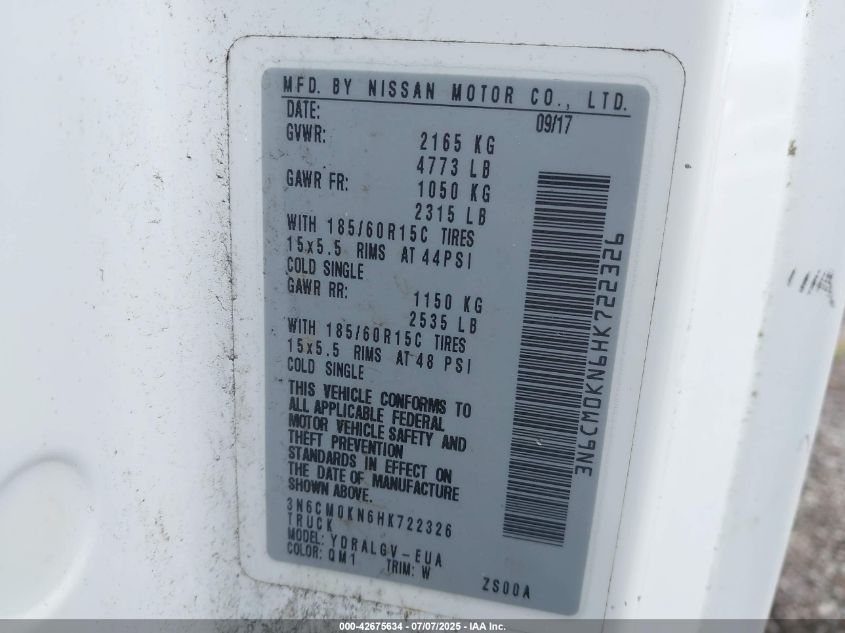 MFD. BY NISSAN MOTOR CO., LTD.
DATE: 09/17
GVWR: 2165 KG
4773 LB
GAWR FR: 1050 KG
2315 LB
WITH 185/60R15C TIRES
15x5.5 RIMS AT 44PSI
COLD SINGLE
GAWR RR: 1150 KG
2535 LB
WITH 185/60R15C TIRES
15x5.5 RIMS AT 48 PSI
COLD SINGLE
THIS VEHICLE CONFORMS TO
ALL APPLICABLE FEDERAL
MOTOR VEHICLE SAFETY AND
THEFT PREVENTION
STANDARDS IN EFFECT ON
THE DATE OF MANUFACTURE
SHOWN ABOVE.
3N6CM0KN6HK722326
TRUCK
MODEL: YDRALGV-EUA
COLOR: QM1 TRIM: W
ZS00A
3N6CM0KN6HK722326
000-42675634 - 07/07/2025 - IAA Inc.